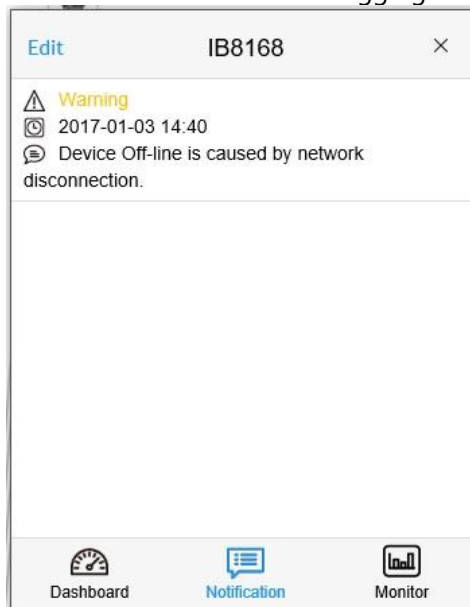 Edit IB8168 ×
Warning
2017-01-03 14:40
Device Off-line is caused by network
disconnection.
Dashboard Notification Monitor